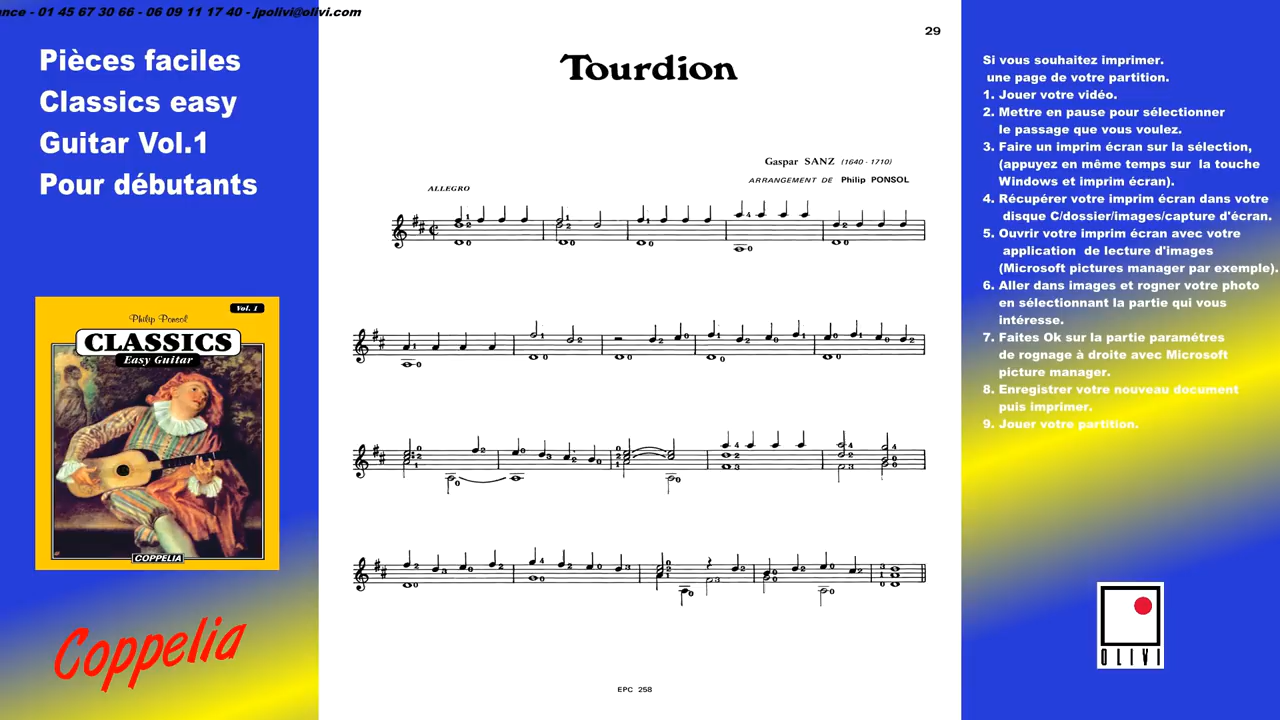 nce - 01 45 67 30 66 - 06 09 11 17 40 - jpolivi@olivi.com
Pièces faciles
Classics easy
Guitar Vol.1
Pour débutants
Vol. 1
Philip Ponsol
CLASSICS
Easy Guitar
COPPELIA
Coppelia
29
Tourdion
Gaspar SANZ (1640 - 1710)
ARRANGEMENT DE Philip PONSOL
ALLEGRO
EPC 258
Si vous souhaitez imprimer.
une page de votre partition.
1. Jouer votre vidéo.
2. Mettre en pause pour sélectionner
le passage que vous voulez.
3. Faire un imprim écran sur la sélection,
(appuyez en même temps sur la touche
Windows et imprim écran).
4. Récupérer votre imprim écran dans votre
disque C/dossier/images/capture d'écran.
5. Ouvrir votre imprim écran avec votre
application de lecture d'images
(Microsoft pictures manager par exemple).
6. Aller dans images et rogner votre photo
en sélectionnant la partie qui vous
intéresse.
7. Faites Ok sur la partie paramétres
de rognage à droite avec Microsoft
picture manager.
8. Enregistrer votre nouveau document
puis imprimer.
9. Jouer votre partition.
OLIVI